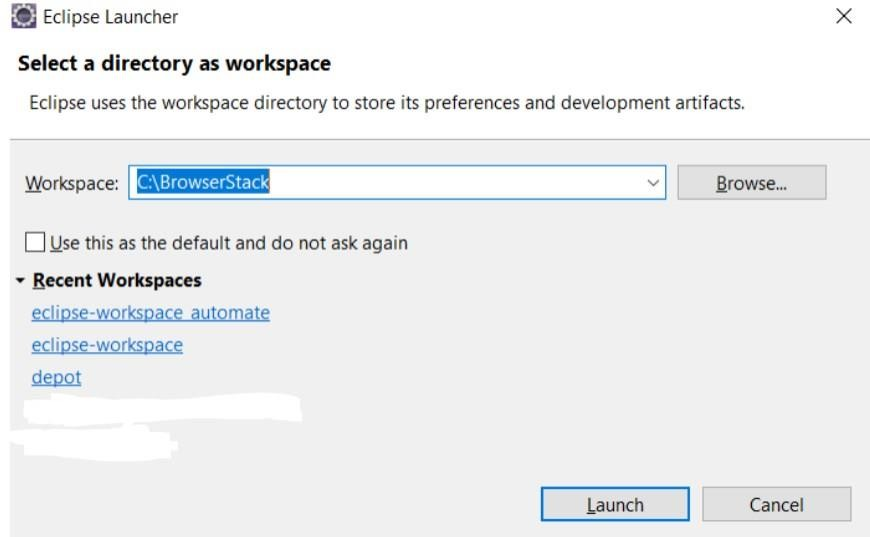 Eclipse Launcher
Select a directory as workspace
Eclipse uses the workspace directory to store its preferences and development artifacts.
Workspace: C:\BrowserStack Browse...
Use this as the default and do not ask again
Recent Workspaces
eclipse-workspace_automate
eclipse-workspace
depot
Launch Cancel